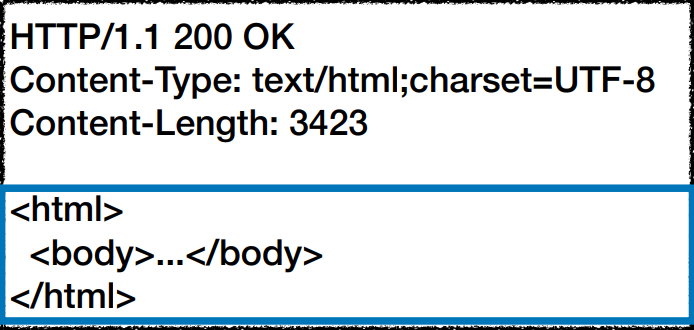 HTTP/1.1 200 OK
Content-Type: text/html;charset=UTF-8
Content-Length: 3423

<html>
  <body>...</body>
</html>